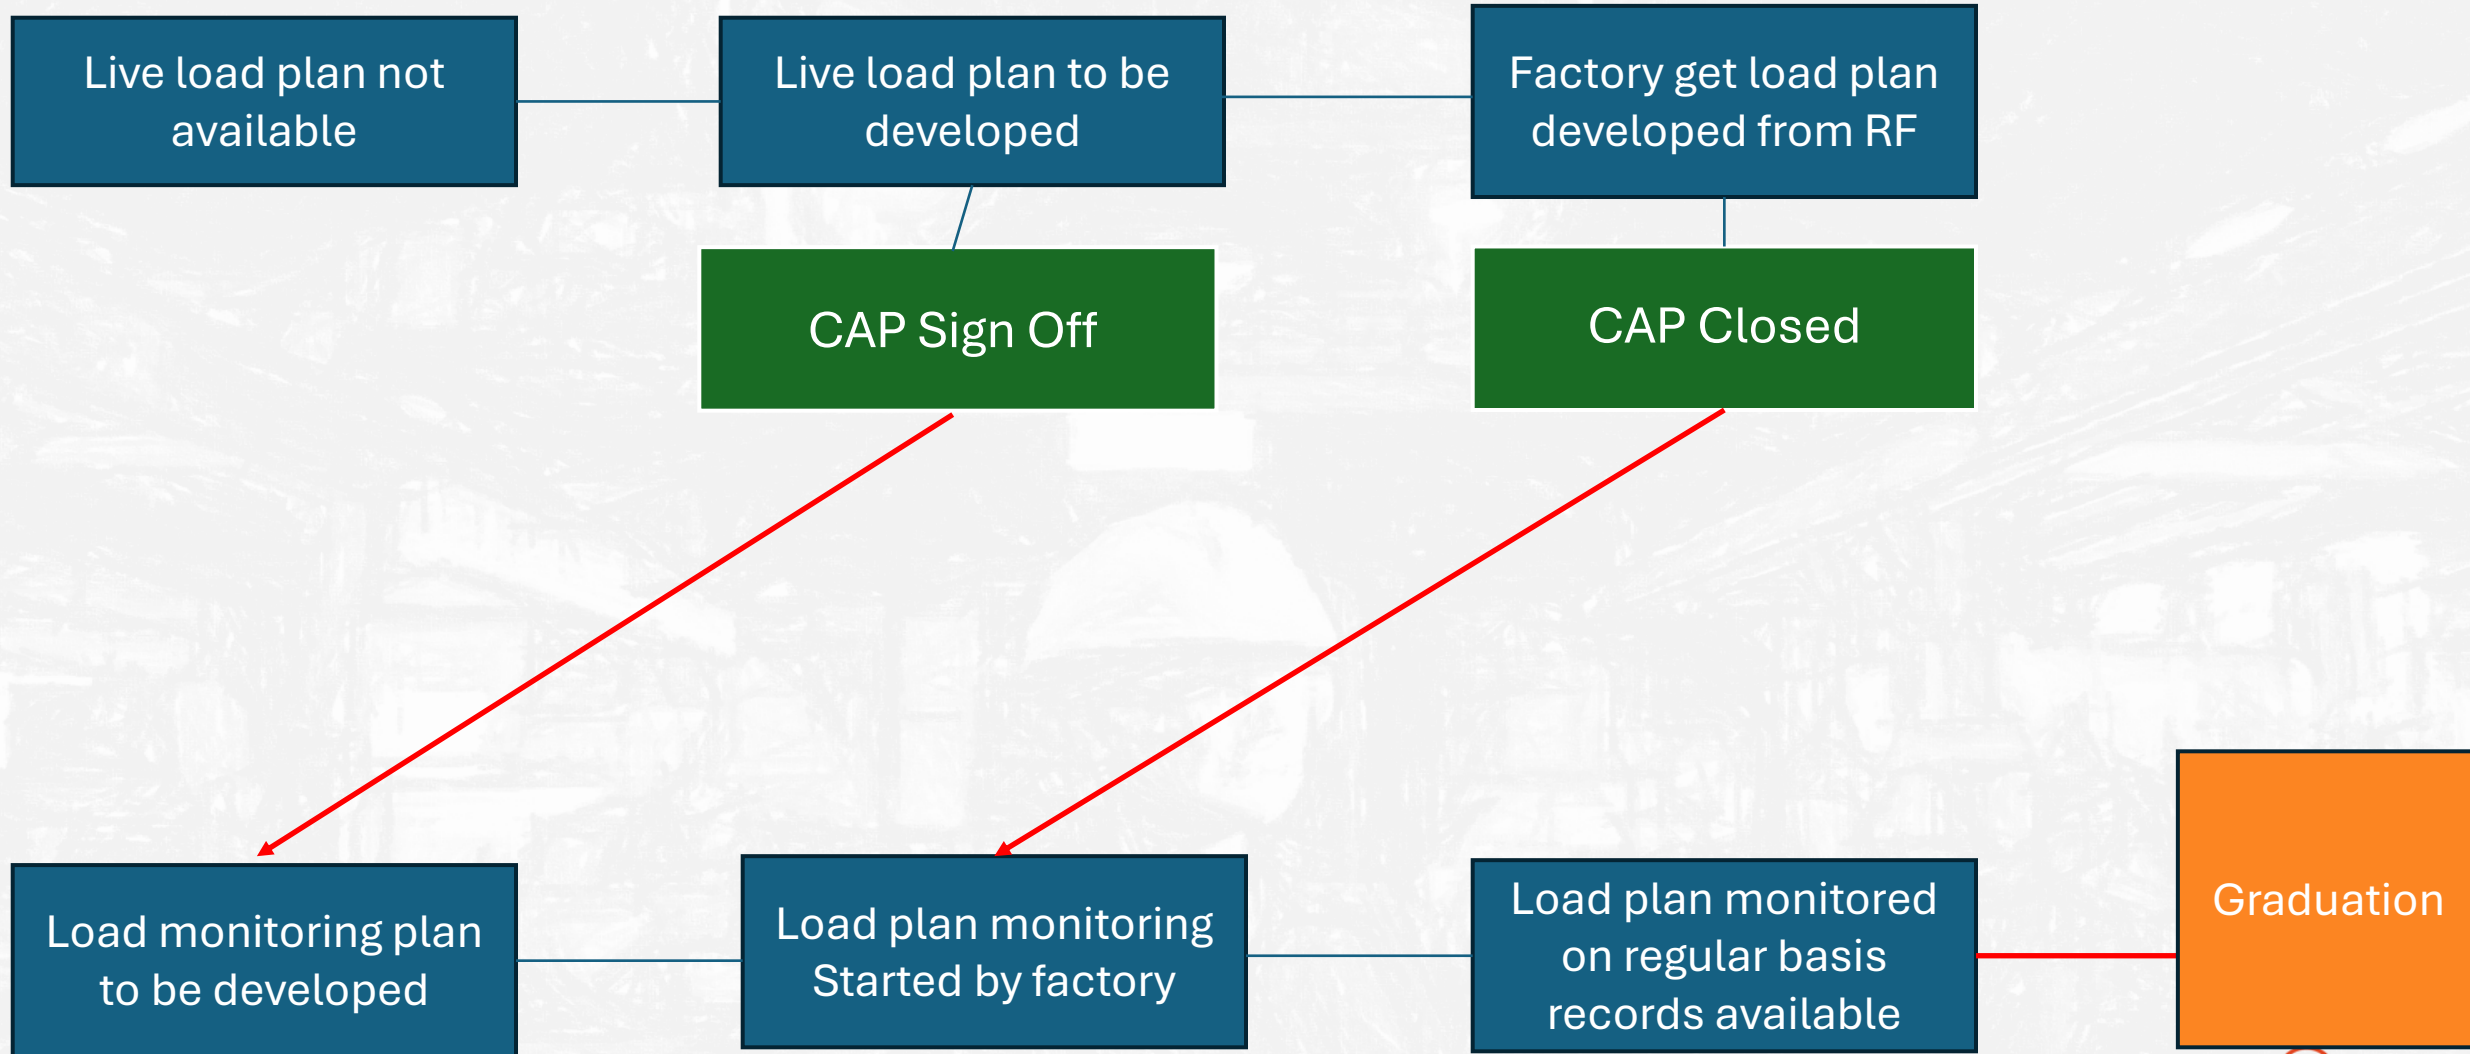 Live load plan not
available
Live load plan to be
developed
Factory get load plan
developed from RF
CAP Sign Off
CAP Closed
Load monitoring plan
to be developed
Load plan monitoring
Started by factory
Load plan monitored
on regular basis
records available
Graduation